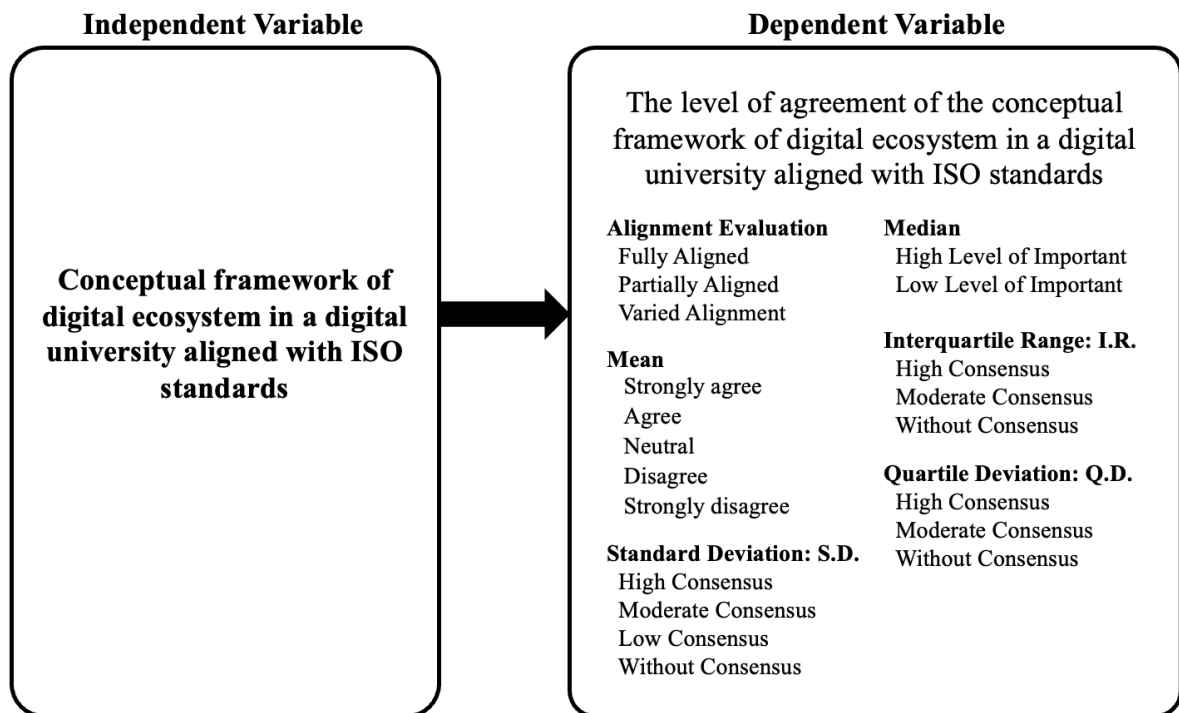 Independent Variable
Conceptual framework of
digital ecosystem in a digital
university aligned with ISO
standards
Dependent Variable
The level of agreement of the conceptual
framework of digital ecosystem in a digital
university aligned with ISO standards
Alignment Evaluation
Fully Aligned
Partially Aligned
Varied Alignment
Mean
Strongly agree
Agree
Neutral
Disagree
Strongly disagree
Standard Deviation: S.D.
High Consensus
Moderate Consensus
Low Consensus
Without Consensus
Median
High Level of Important
Low Level of Important
Interquartile Range: I.R.
High Consensus
Moderate Consensus
Without Consensus
Quartile Deviation: Q.D.
High Consensus
Moderate Consensus
Without Consensus